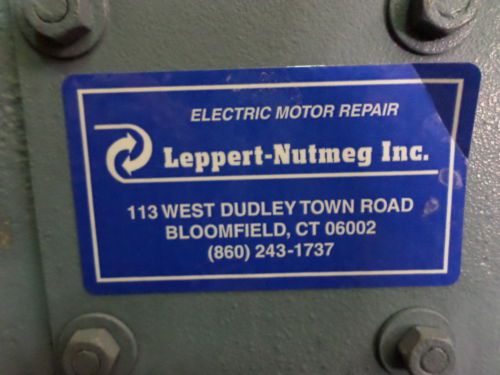 ELECTRIC MOTOR REPAIR
Leppert-Nutmeg Inc.
113 WEST DUDLEY TOWN ROAD
BLOOMFIELD, CT 06002
(860) 243-1737